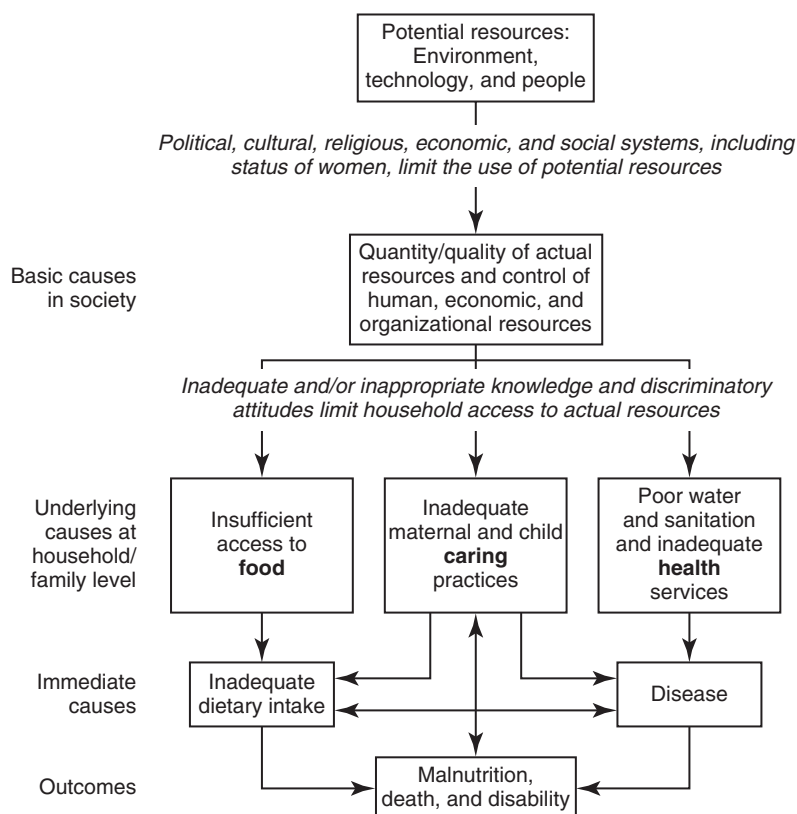 Potential resources:
Environment,
technology, and people
Political, cultural, religious, economic, and social systems, including
status of women, limit the use of potential resources
Basic causes
in society
Quantity/quality of actual
resources and control of
human, economic, and
organizational resources
Inadequate and/or inappropriate knowledge and discriminatory
attitudes limit household access to actual resources
Underlying
causes at
household/
family level
Insufficient
access to
food
Inadequate
maternal and child
caring
practices
Poor water
and sanitation
and inadequate
health
services
Immediate
causes
Inadequate
dietary intake
Disease
Outcomes
Malnutrition,
death, and disability